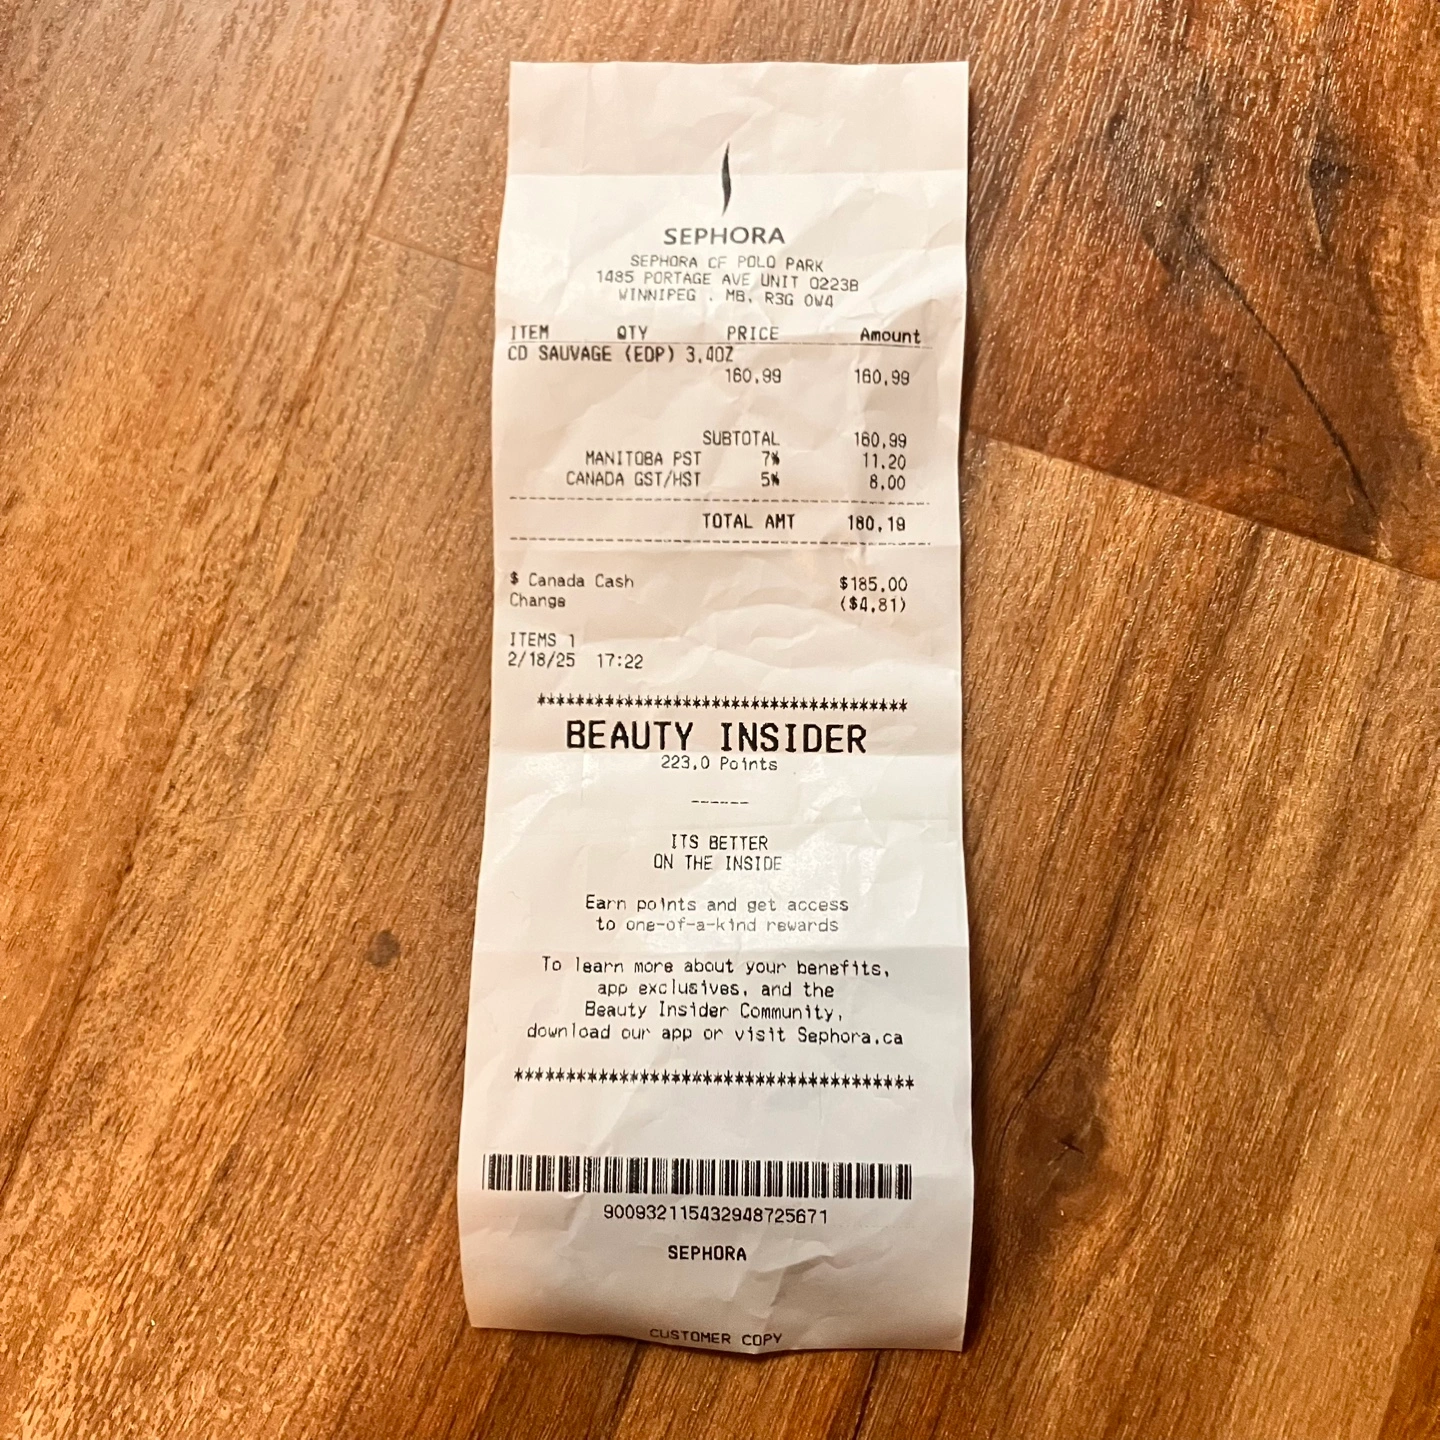 SEPHORA
SEPHORA CF POLO PARK
1485 PORTAGE AVE UNIT 0223B
WINNIPEG . MB, R3G 0W4
ITEM QTY PRICE Amount
CD SAUVAGE (EDP) 3.4OZ
160.99 160.99
SUBTOTAL 160.99
MANITOBA PST 7% 11.20
CANADA GST/HST 5% 8.00
TOTAL AMT 180.19
$ Canada Cash $185.00
Change ($4.81)
ITEMS 1
2/18/25 17:22
***********************************
BEAUTY INSIDER
223.0 Points
------
ITS BETTER
ON THE INSIDE
Earn points and get access
to one-of-a-kind rewards
To learn more about your benefits,
app exclusives, and the
Beauty Insider Community,
download our app or visit Sephora.ca
***********************************
900932115432948725671
SEPHORA
CUSTOMER COPY